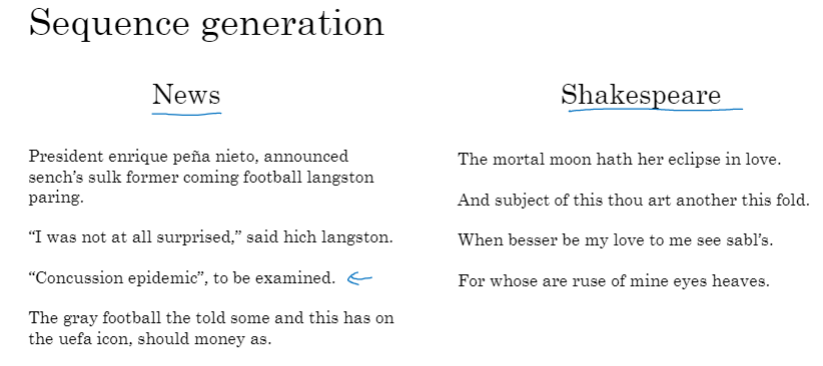 Sequence generation
News
President enrique peña nieto, announced
sench's sulk former coming football langston
paring.
“I was not at all surprised,” said hich langston.
“Concussion epidemic”, to be examined.
The gray football the told some and this has on
the uefa icon, should money as.
Shakespeare
The mortal moon hath her eclipse in love.
And subject of this thou art another this fold.
When besser be my love to me see sabl's.
For whose are ruse of mine eyes heaves.